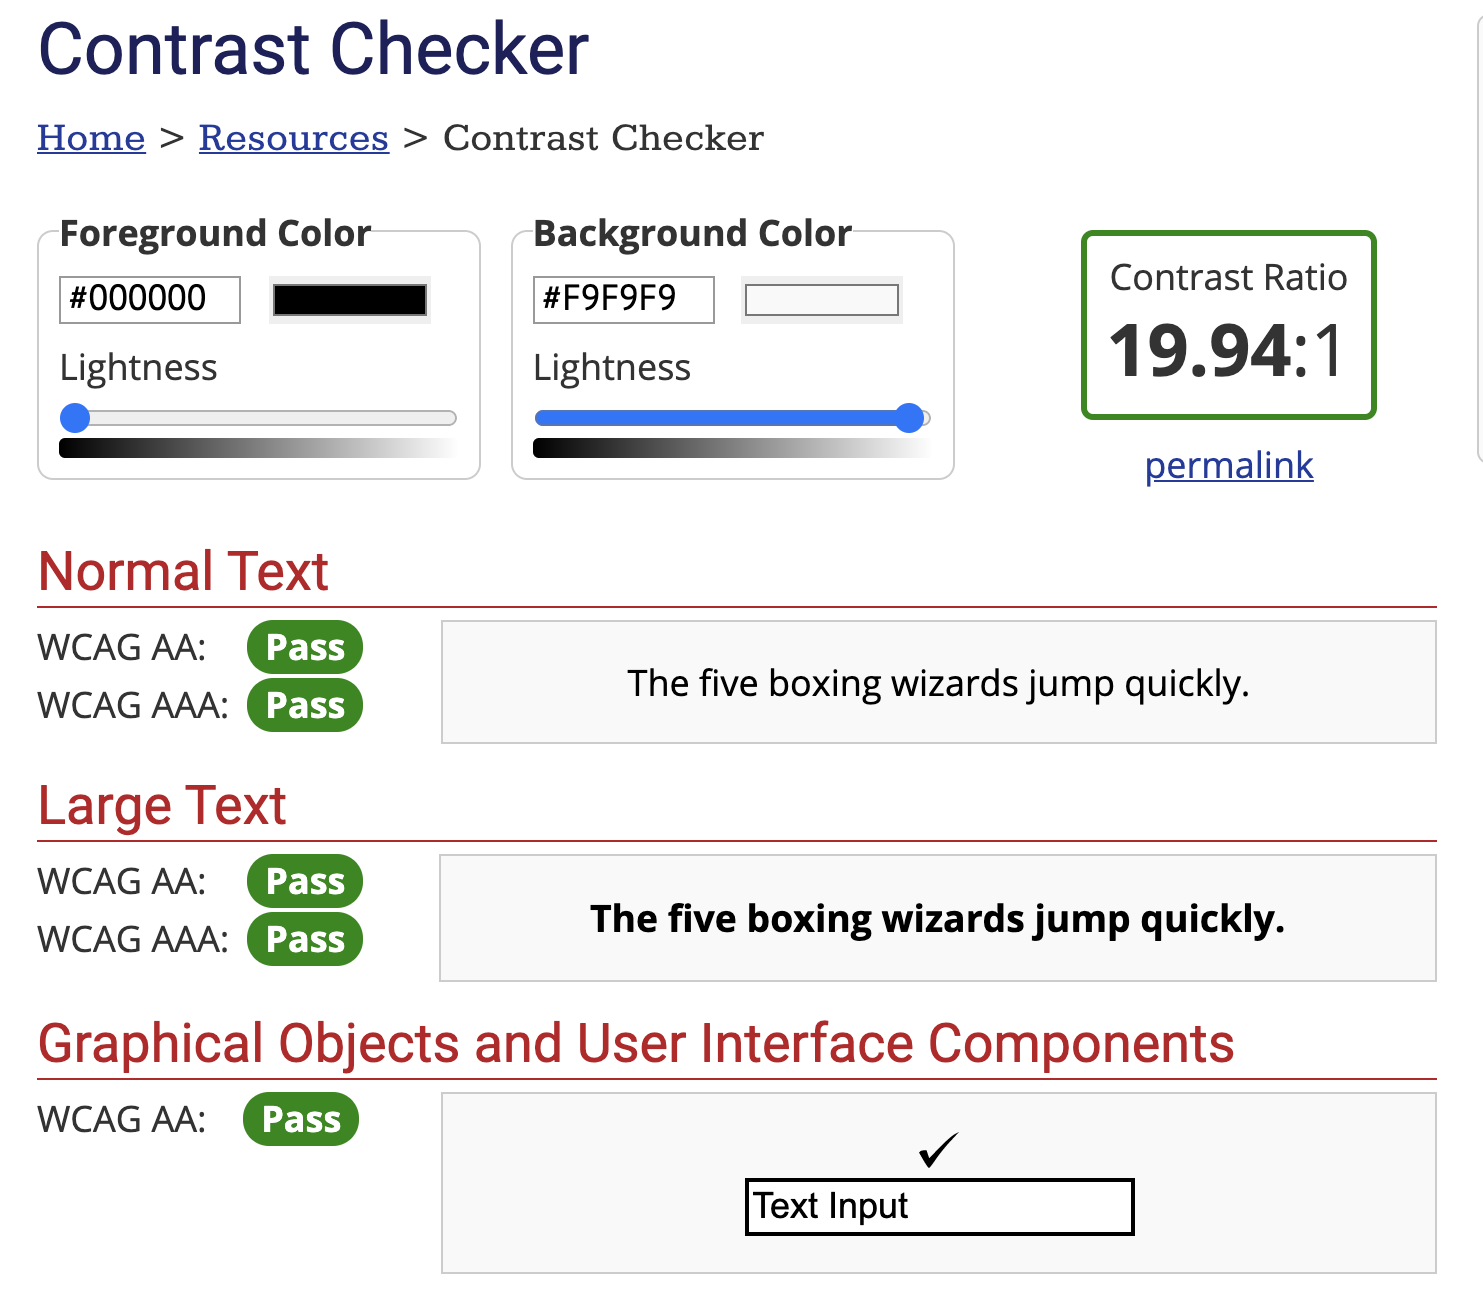 Contrast Checker
Home > Resources > Contrast Checker
Foreground Color
#000000
Lightness
Background Color
#F9F9F9
Lightness
Contrast Ratio
19.94:1
permalink
Normal Text
WCAG AA: Pass
WCAG AAA: Pass
The five boxing wizards jump quickly.
Large Text
WCAG AA: Pass
WCAG AAA: Pass
The five boxing wizards jump quickly.
Graphical Objects and User Interface Components
WCAG AA: Pass
✓
Text Input